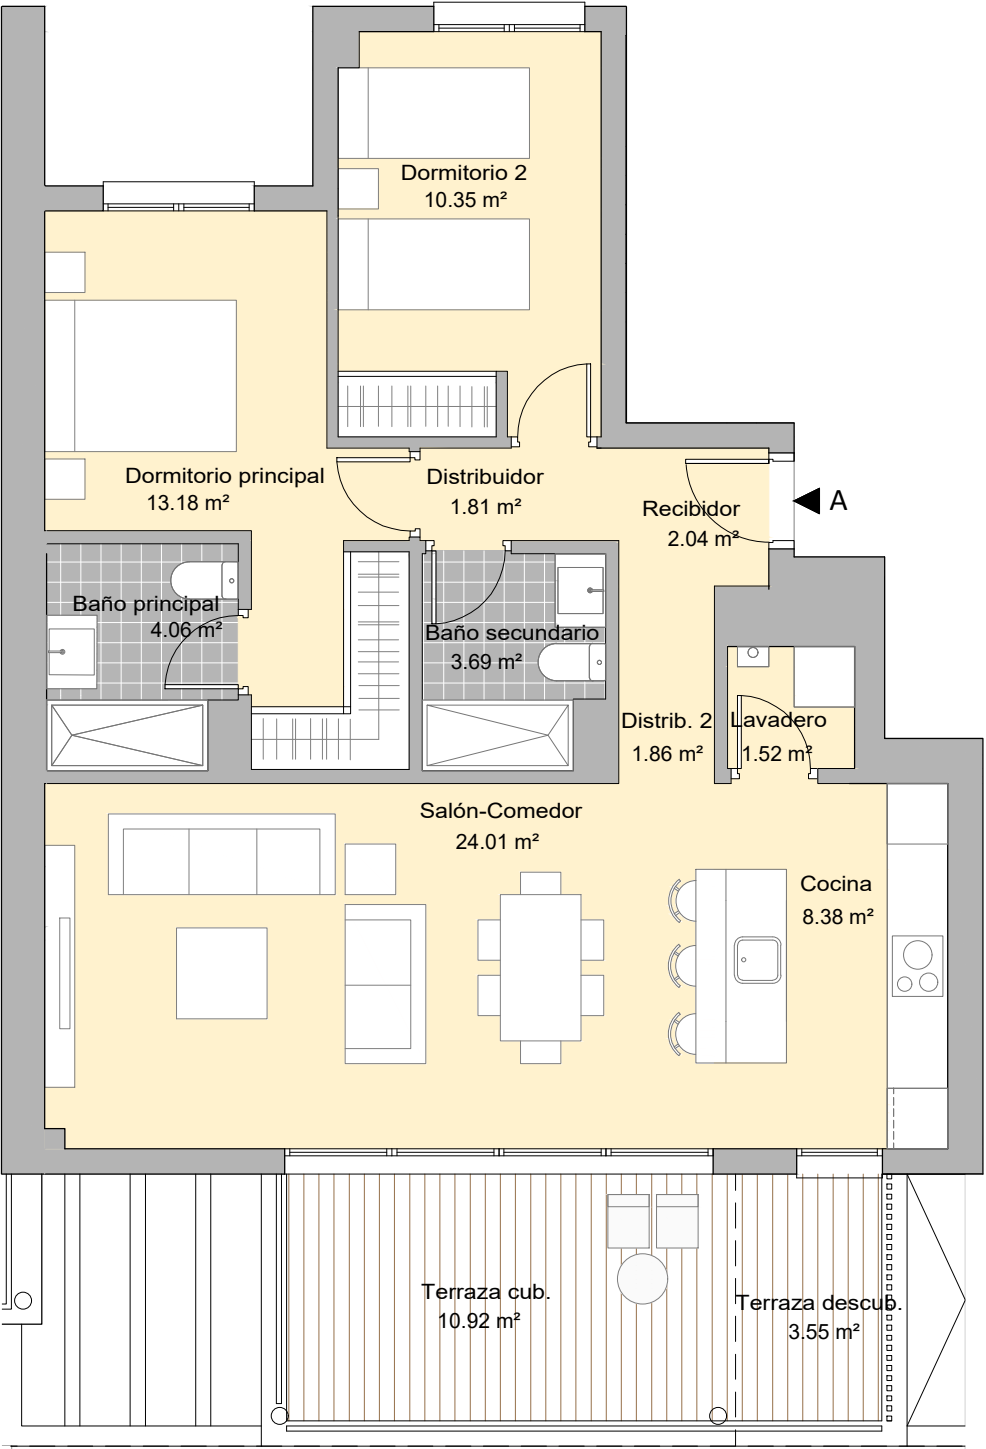 Dormitorio 2
10.35 m²
Dormitorio principal
13.18 m²
Distribuidor
1.81 m²
Recibidor
2.04 m²
A
Baño principal
4.06 m²
Baño secundario
3.69 m²
Distrib. 2
1.86 m²
Lavadero
1.52 m²
Salón-Comedor
24.01 m²
Cocina
8.38 m²
Terraza cub.
10.92 m²
Terraza descub.
3.55 m²